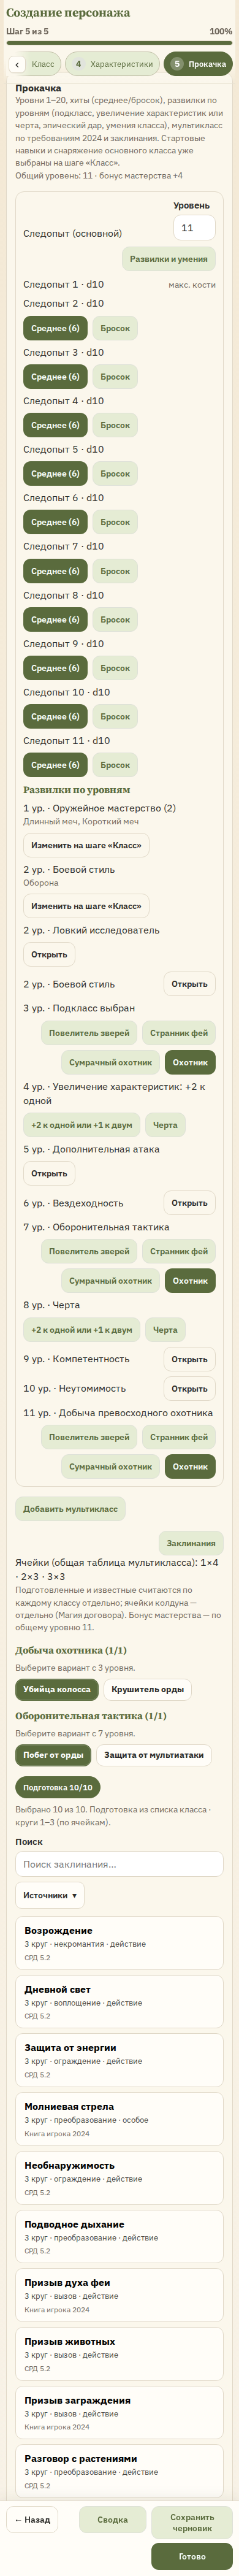 Создание персонажа
Шаг 5 из 5
100%
‹
Класс
4
Характеристики
5
Прокачка
Прокачка
Уровни 1–20, хиты (среднее/бросок), развилки по
уровням (подкласс, увеличение характеристик или
черта, эпический дар, умения класса), мультикласс
по требованиям 2024 и заклинания. Стартовые
навыки и снаряжение основного класса уже
выбраны на шаге «Класс».
Общий уровень: 11 · бонус мастерства +4
Уровень
Следопыт (основной)
11
Развилки и умения
Следопыт 1 · d10
макс. кости
Следопыт 2 · d10
Среднее (6)
Бросок
Следопыт 3 · d10
Среднее (6)
Бросок
Следопыт 4 · d10
Среднее (6)
Бросок
Следопыт 5 · d10
Среднее (6)
Бросок
Следопыт 6 · d10
Среднее (6)
Бросок
Следопыт 7 · d10
Среднее (6)
Бросок
Следопыт 8 · d10
Среднее (6)
Бросок
Следопыт 9 · d10
Среднее (6)
Бросок
Следопыт 10 · d10
Среднее (6)
Бросок
Следопыт 11 · d10
Среднее (6)
Бросок
Развилки по уровням
1 ур. · Оружейное мастерство (2)
Длинный меч, Короткий меч
Изменить на шаге «Класс»
2 ур. · Боевой стиль
Оборона
Изменить на шаге «Класс»
2 ур. · Ловкий исследователь
Открыть
2 ур. · Боевой стиль
Открыть
3 ур. · Подкласс выбран
Повелитель зверей
Странник фей
Сумрачный охотник
Охотник
4 ур. · Увеличение характеристик: +2 к
одной
+2 к одной или +1 к двум
Черта
5 ур. · Дополнительная атака
Открыть
6 ур. · Вездеходность
Открыть
7 ур. · Оборонительная тактика
Повелитель зверей
Странник фей
Сумрачный охотник
Охотник
8 ур. · Черта
+2 к одной или +1 к двум
Черта
9 ур. · Компетентность
Открыть
10 ур. · Неутомимость
Открыть
11 ур. · Добыча превосходного охотника
Повелитель зверей
Странник фей
Сумрачный охотник
Охотник
Добавить мультикласс
Заклинания
Ячейки (общая таблица мультикласса): 1×4
· 2×3 · 3×3
Подготовленные и известные считаются по
каждому классу отдельно; ячейки колдуна —
отдельно (Магия договора). Бонус мастерства — по
общему уровню 11.
Добыча охотника (1/1)
Выберите вариант с 3 уровня.
Убийца колосса
Крушитель орды
Оборонительная тактика (1/1)
Выберите вариант с 7 уровня.
Побег от орды
Защита от мультиатаки
Подготовка 10/10
Выбрано 10 из 10. Подготовка из списка класса ·
круги 1–3 (по ячейкам).
Поиск
Поиск заклинания…
Источники ▾
Возрождение
3 круг · некромантия · действие
СРД 5.2
Дневной свет
3 круг · воплощение · действие
СРД 5.2
Защита от энергии
3 круг · ограждение · действие
СРД 5.2
Молниевая стрела
3 круг · преобразование · особое
Книга игрока 2024
Необнаружимость
3 круг · ограждение · действие
СРД 5.2
Подводное дыхание
3 круг · преобразование · действие
СРД 5.2
Призыв духа феи
3 круг · вызов · действие
Книга игрока 2024
Призыв животных
3 круг · вызов · действие
СРД 5.2
Призыв заграждения
3 круг · вызов · действие
Книга игрока 2024
Разговор с растениями
3 круг · преобразование · действие
СРД 5.2
← Назад
Сводка
Сохранить
черновик
Готово